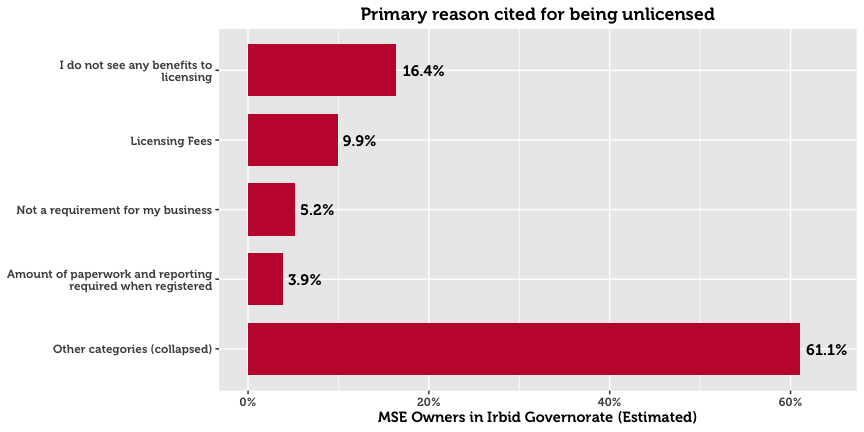 Primary reason cited for being unlicensed
I do not see any benefits to
licensing
16.4%
Licensing Fees
9.9%
Not a requirement for my business
5.2%
Amount of paperwork and reporting
required when registered
3.9%
Other categories (collapsed)
61.1%
0%
20%
40%
60%
MSE Owners in Irbid Governorate (Estimated)